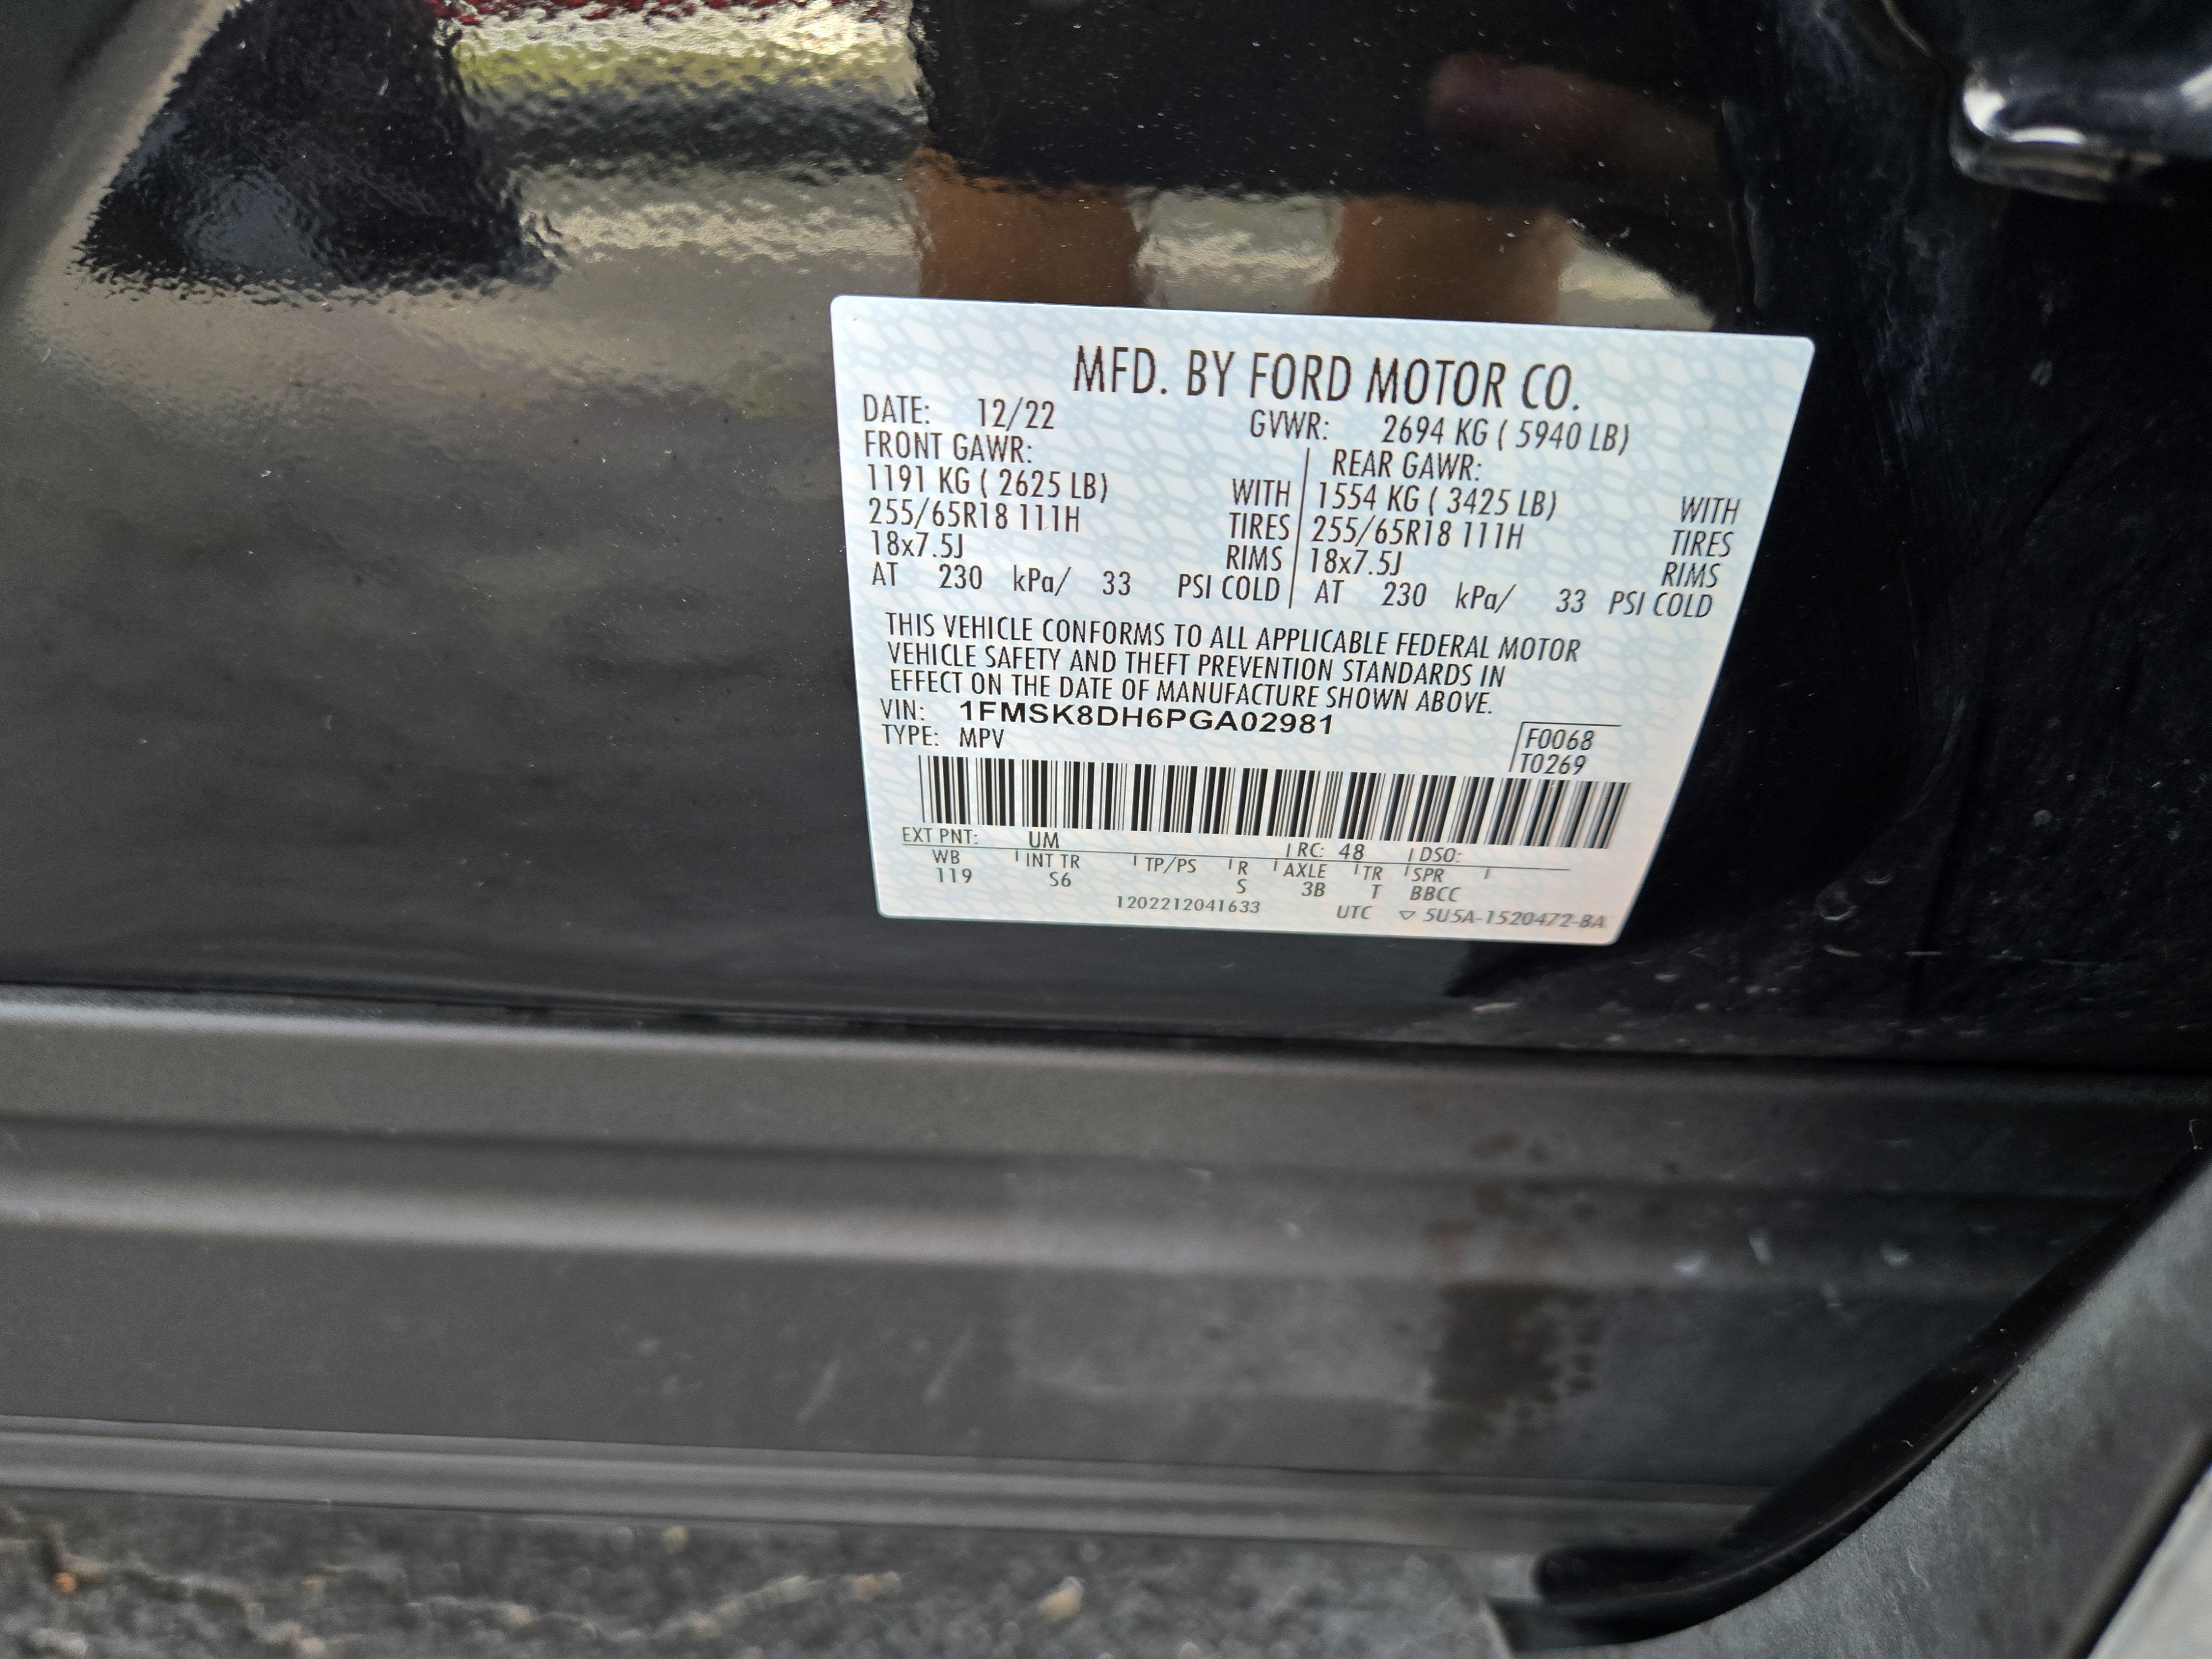 MFD. BY FORD MOTOR CO.
DATE: 12/22 GVWR: 2694 KG ( 5940 LB)
FRONT GAWR: REAR GAWR:
1191 KG ( 2625 LB) WITH 1554 KG ( 3425 LB) WITH
255/65R18 111H TIRES 255/65R18 111H TIRES
18x7.5J RIMS 18x7.5J RIMS
AT 230 kPa/ 33 PSI COLD AT 230 kPa/ 33 PSI COLD
THIS VEHICLE CONFORMS TO ALL APPLICABLE FEDERAL MOTOR
VEHICLE SAFETY AND THEFT PREVENTION STANDARDS IN
EFFECT ON THE DATE OF MANUFACTURE SHOWN ABOVE.
VIN: 1FMSK8DH6PGA02981
TYPE: MPV F0068
T0269
EXT PNT: UM RC: 48 DSO:
WB INT TR TP/PS R AXLE TR SPR
119 S6 S 3B T BBCC
1202212041633 UTC ▽ 5U5A-1520472-BA